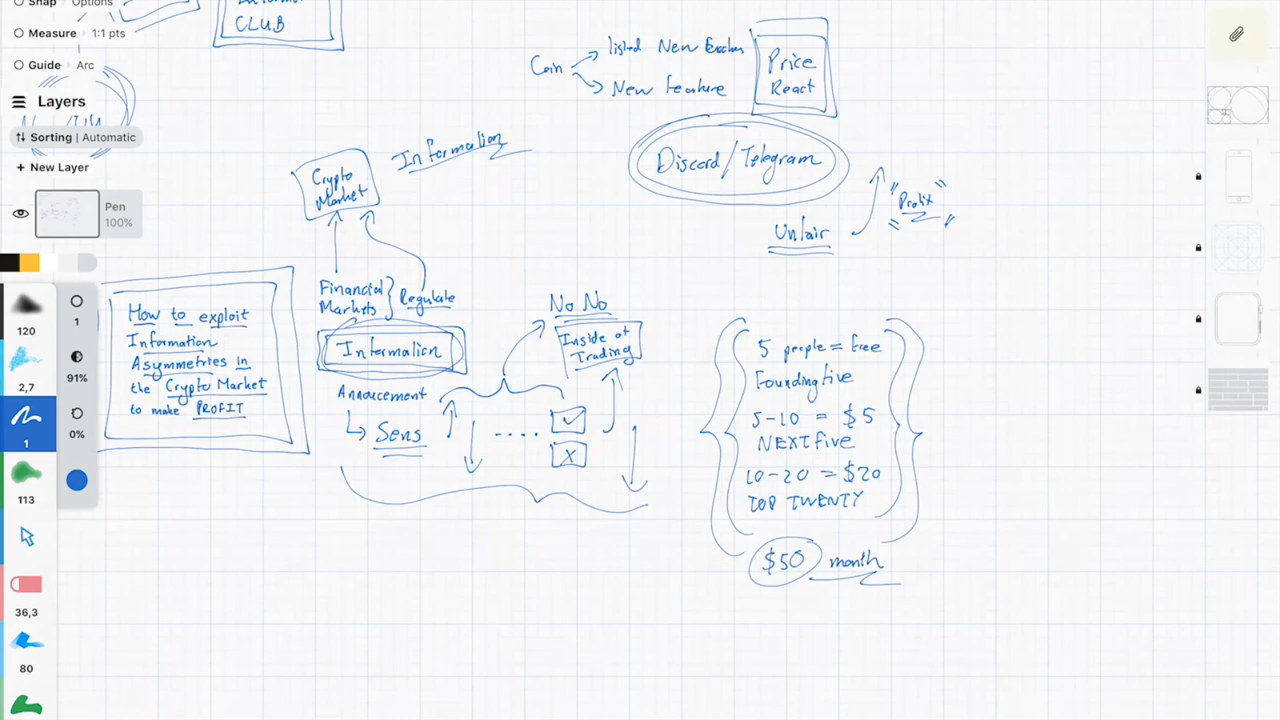 Snap Options
CLUB
Measure 1:1 pts
Guide Arc
Layers
Sorting | Automatic
+ New Layer
Pen
100%
120
1
2,7
91%
1
0%
113
36,3
80
Coin
listed New
New Feature
Price
React
Discord/Telegram
Unfair
"Profit"
Information
Crypto
Market
Financial
Markets
Regulate
Information
Annoucement
Sens
No No
Inside of
Trading
✓
X
How to exploit
Information
Asymmetries in
the Crypto Market
to make PROFIT
5 people = free
Founding five
5-10 = $5
NEXT five
10-20 = $20
TOP TWENTY
$50 month